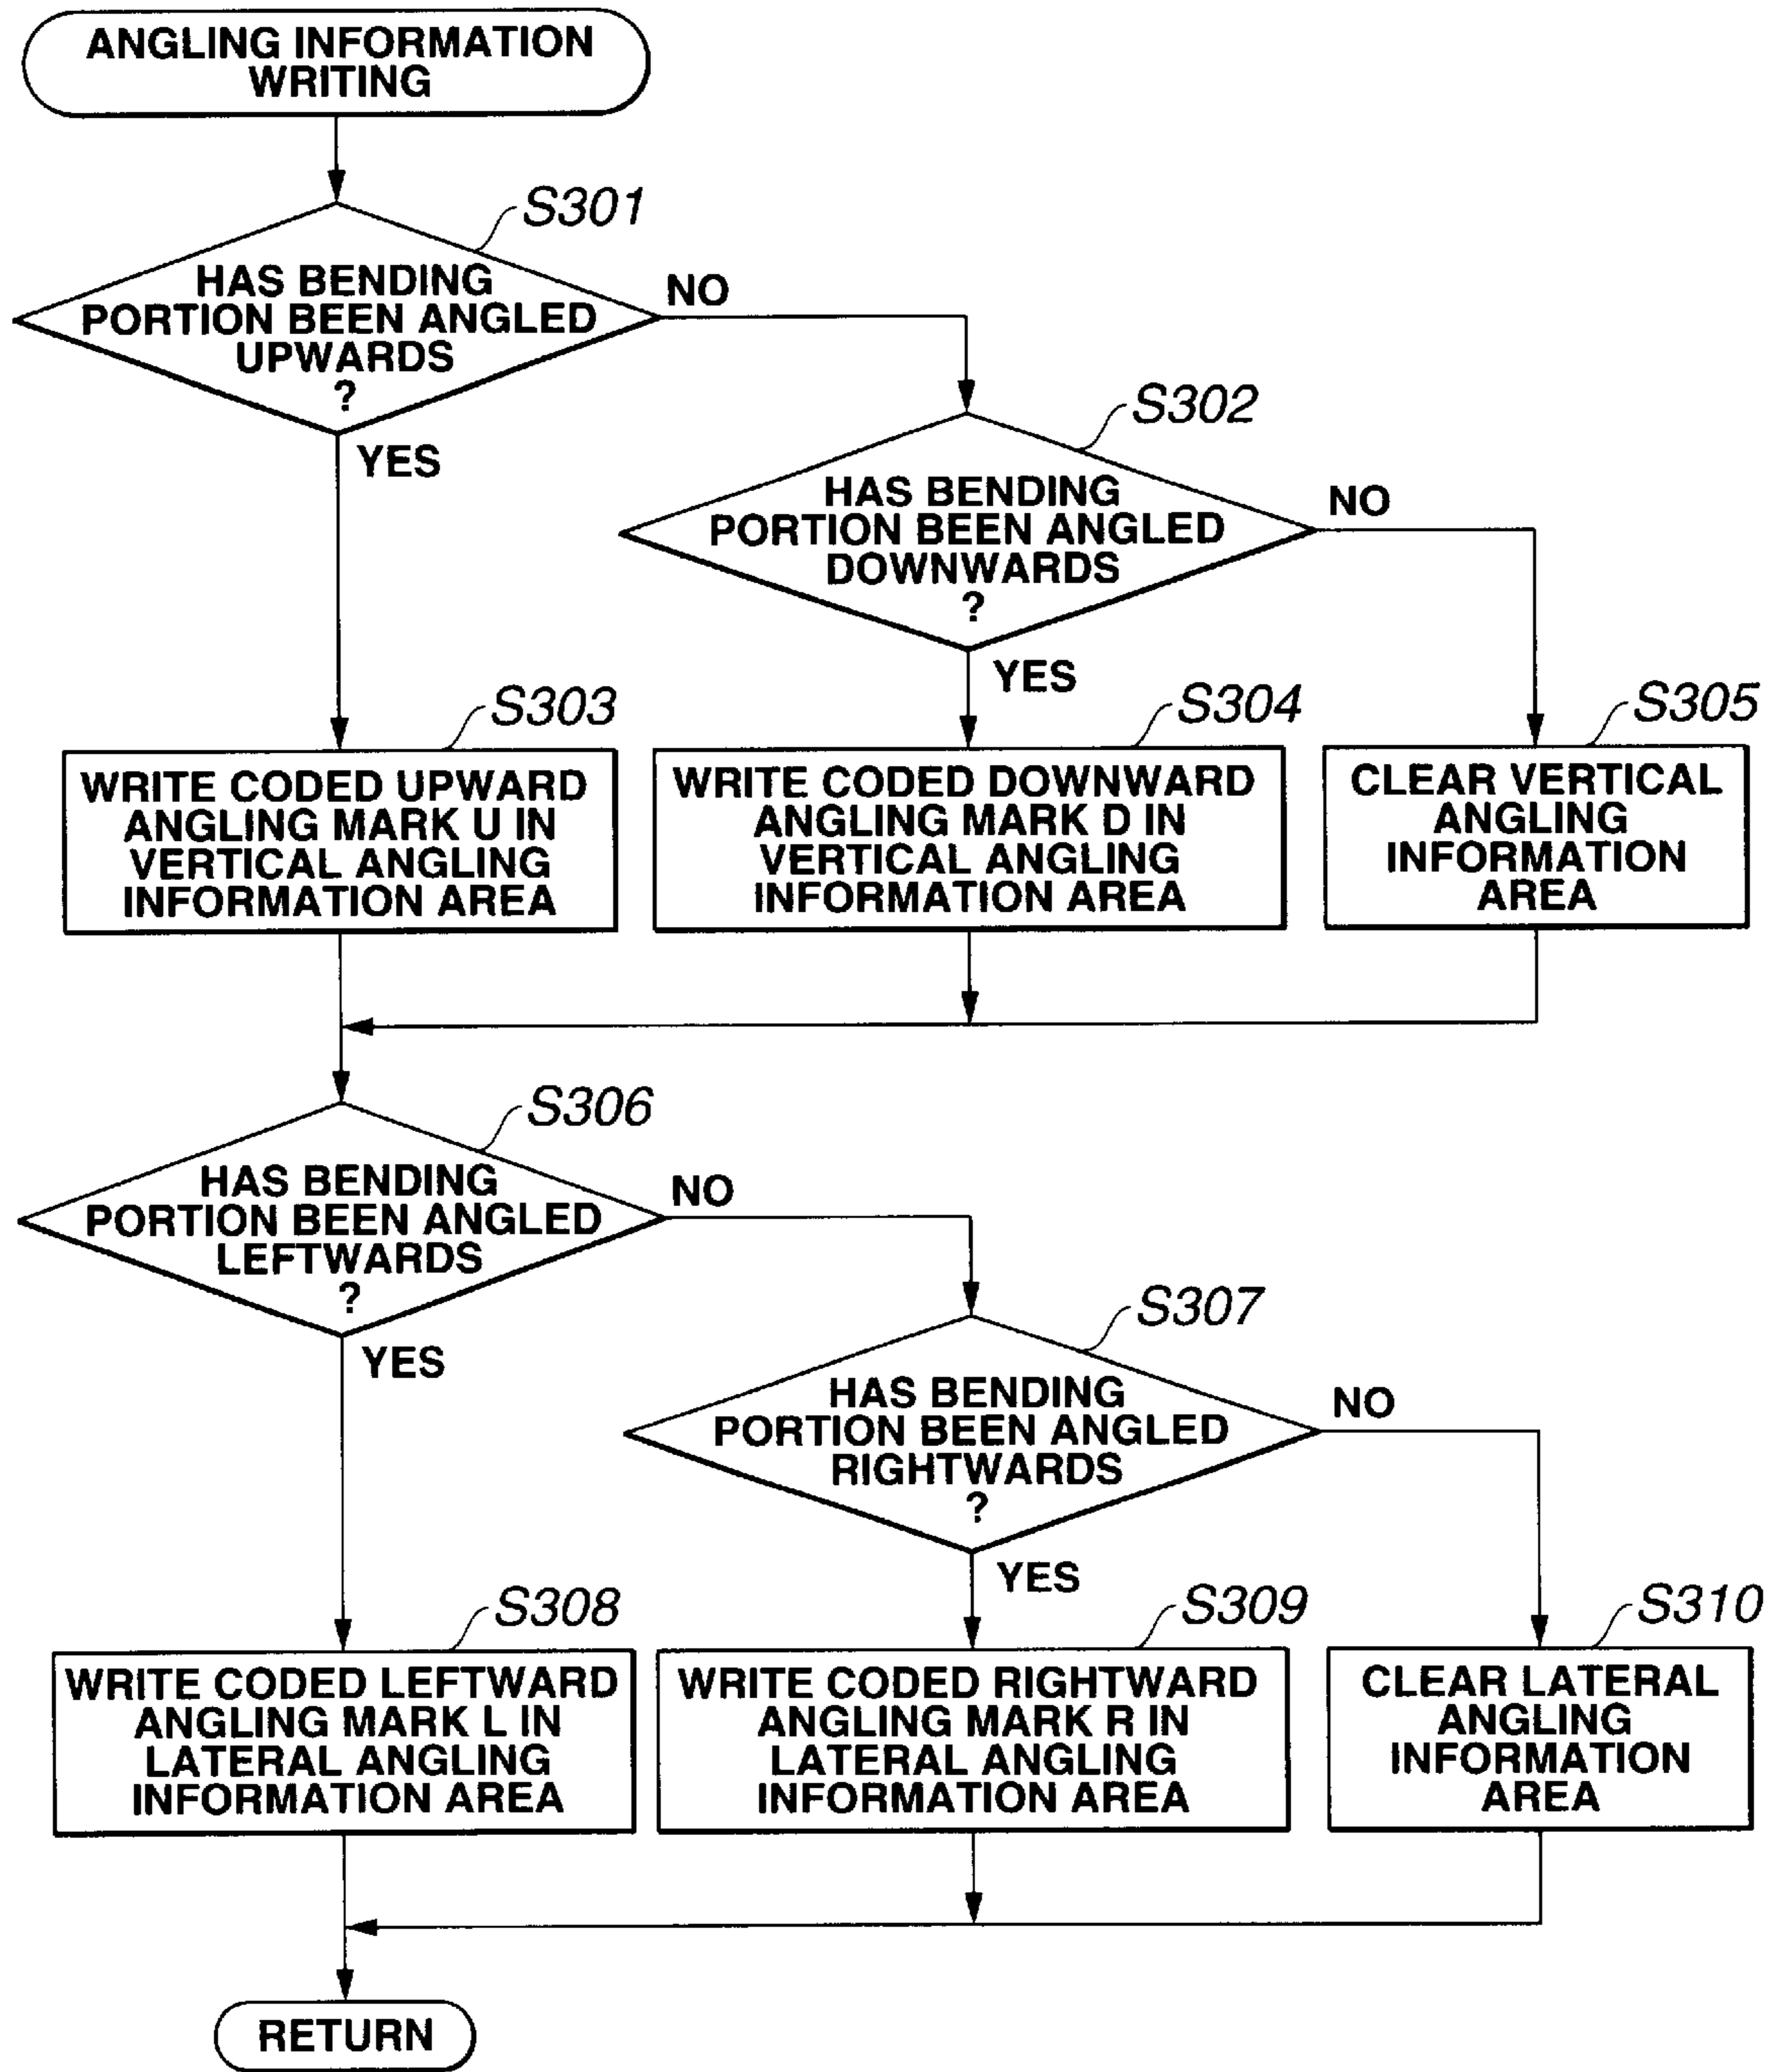 ANGLING INFORMATION
WRITING
S301
HAS BENDING
PORTION BEEN ANGLED
UPWARDS
?
NO
YES
S302
HAS BENDING
PORTION BEEN ANGLED
DOWNWARDS
?
NO
YES
S303
WRITE CODED UPWARD
ANGLING MARK U IN
VERTICAL ANGLING
INFORMATION AREA
S304
WRITE CODED DOWNWARD
ANGLING MARK D IN
VERTICAL ANGLING
INFORMATION AREA
S305
CLEAR VERTICAL
ANGLING
INFORMATION
AREA
S306
HAS BENDING
PORTION BEEN ANGLED
LEFTWARDS
?
NO
YES
S307
HAS BENDING
PORTION BEEN ANGLED
RIGHTWARDS
?
NO
YES
S308
WRITE CODED LEFTWARD
ANGLING MARK L IN
LATERAL ANGLING
INFORMATION AREA
S309
WRITE CODED RIGHTWARD
ANGLING MARK R IN
LATERAL ANGLING
INFORMATION AREA
S310
CLEAR LATERAL
ANGLING
INFORMATION
AREA
RETURN